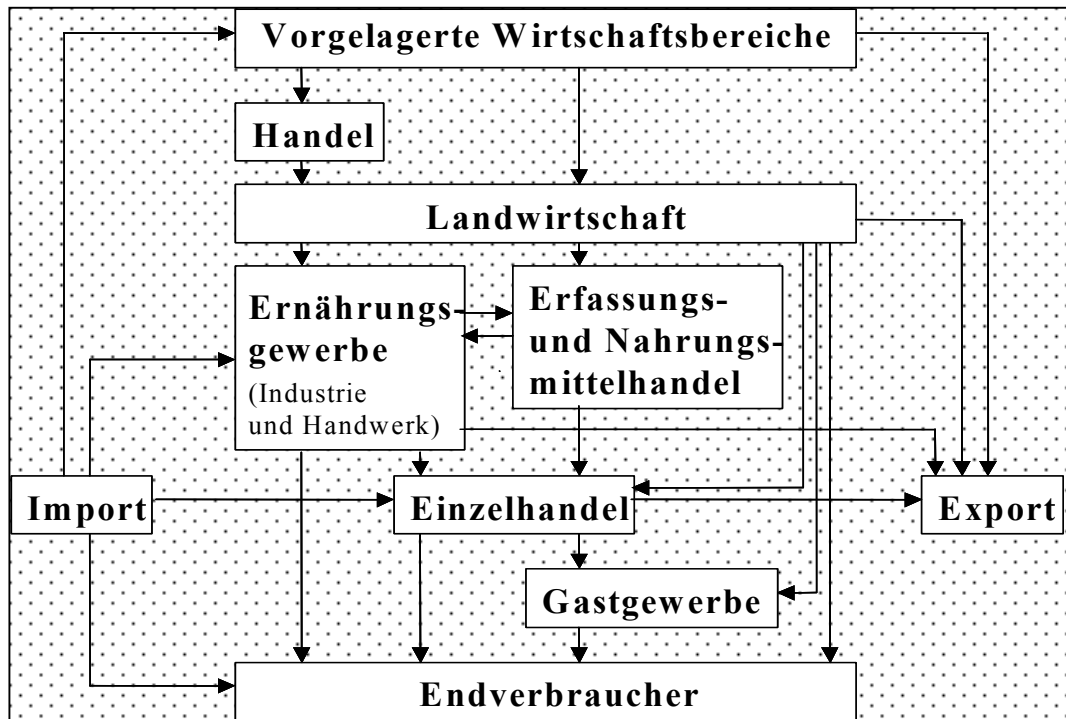 Vorgelagerte Wirtschaftsbereiche
Handel
Landwirtschaft
Ernährungs-
gewerbe
(Industrie
und Handwerk)
Erfassungs-
und Nahrungs-
mittelhandel
Import
Einzelhandel
Export
Gastgewerbe
Endverbraucher